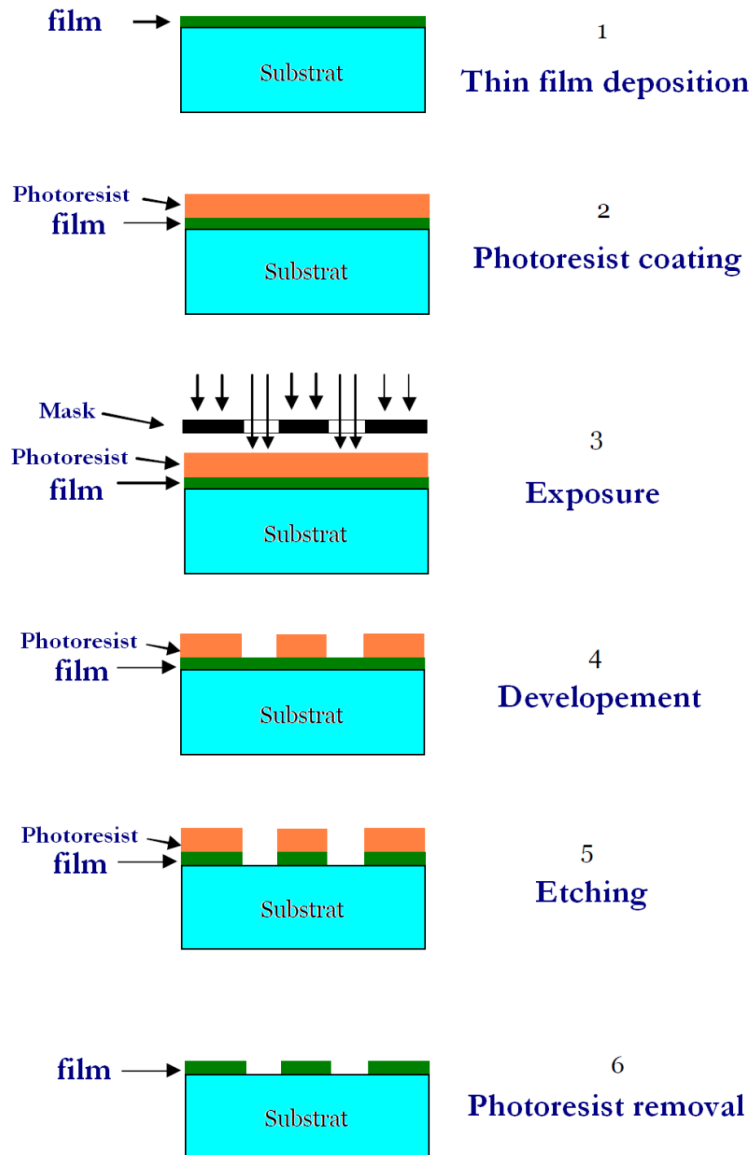 film
Substrat
1
Thin film deposition
Photoresist
film
Substrat
2
Photoresist coating
Mask
Photoresist
film
Substrat
3
Exposure
Photoresist
film
Substrat
4
Developement
Photoresist
film
Substrat
5
Etching
film
Substrat
6
Photoresist removal